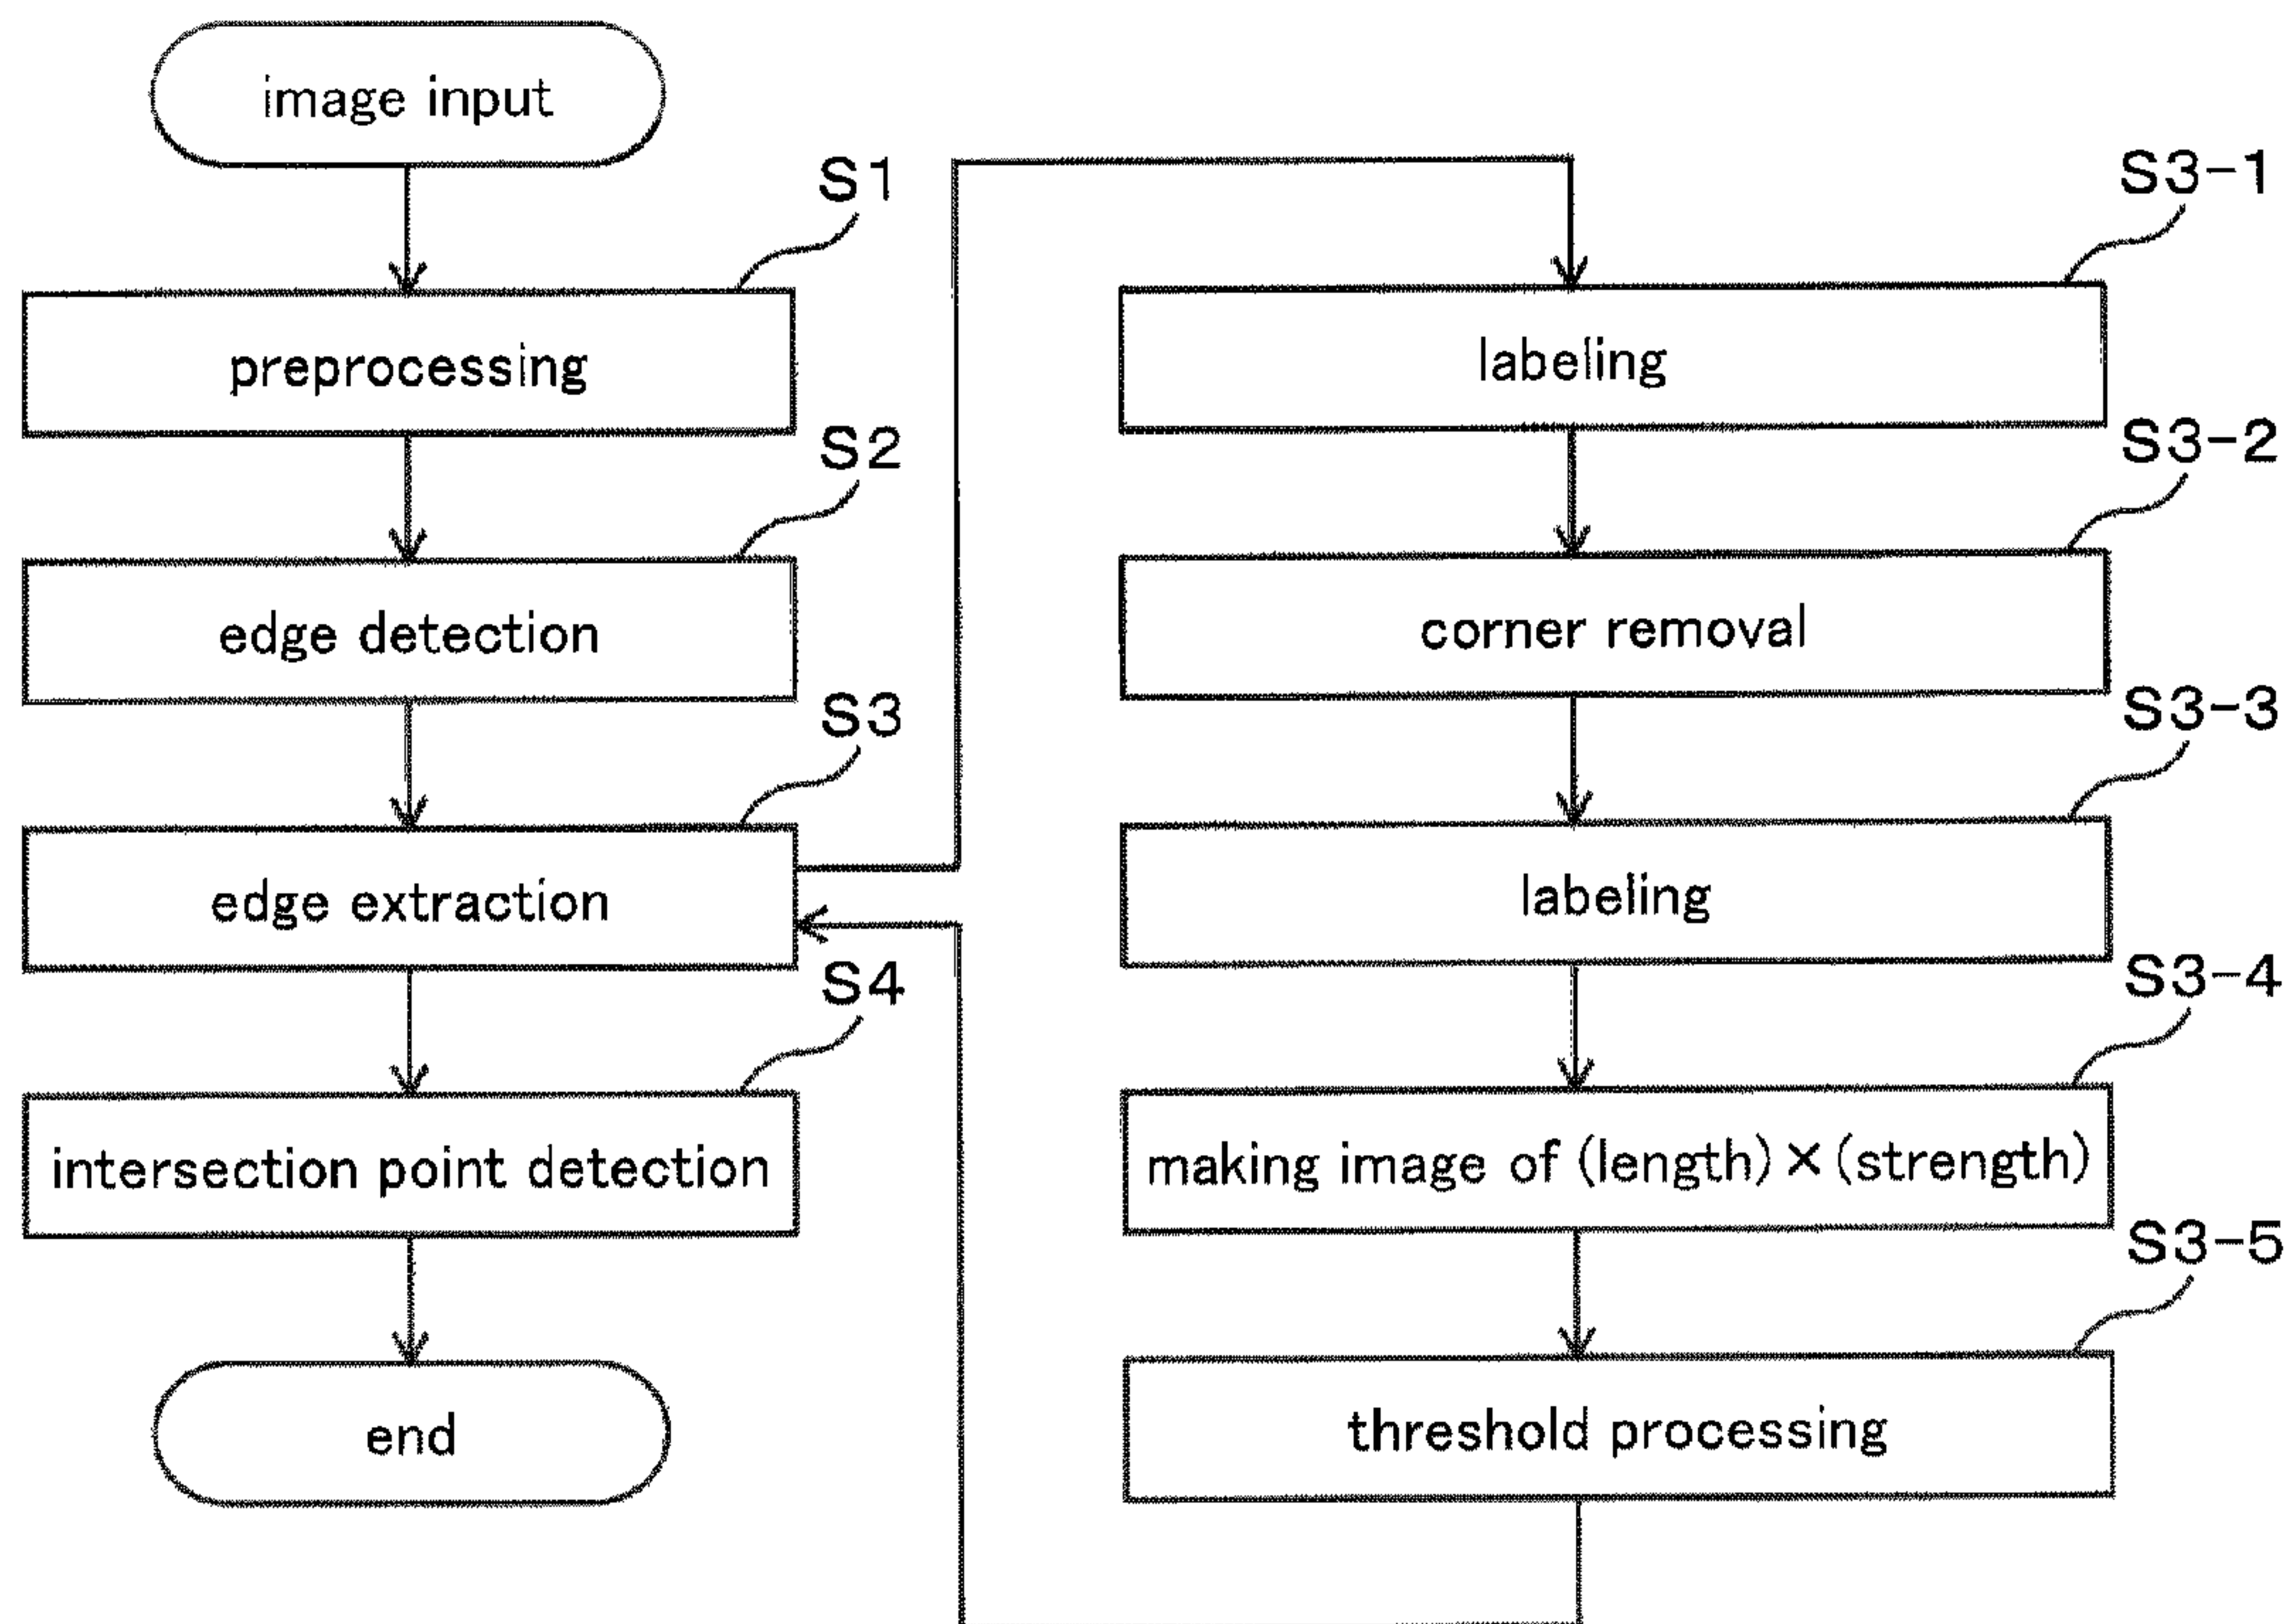 image input
S1
preprocessing
S2
edge detection
S3
edge extraction
S4
intersection point detection
end
S3-1
labeling
S3-2
corner removal
S3-3
labeling
S3-4
making image of (length)×(strength)
S3-5
threshold processing